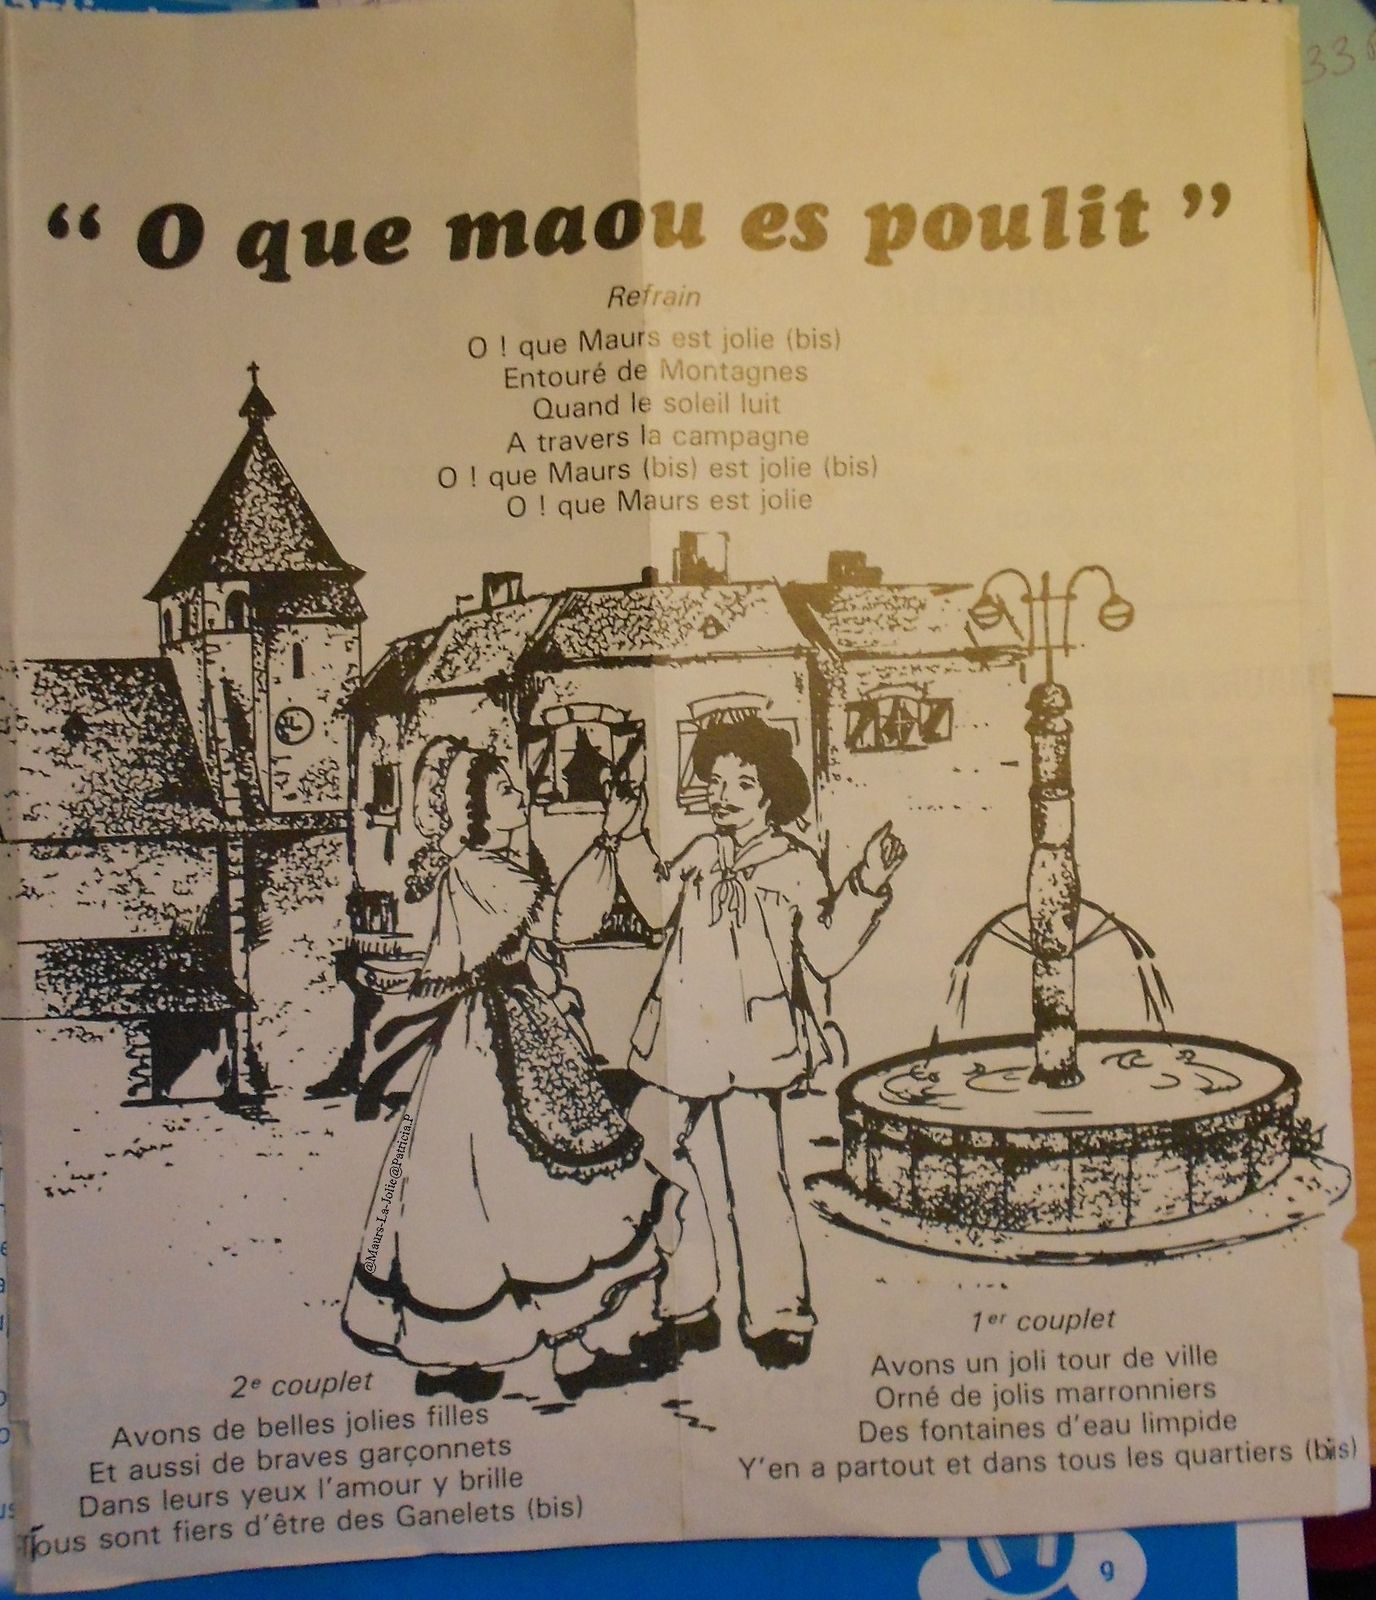 “ O que maou es poulit ”
Refrain
O ! que Maurs est jolie (bis)
Entouré de Montagnes
Quand le soleil luit
A travers la campagne
O ! que Maurs (bis) est jolie (bis)
O ! que Maurs est jolie
1er couplet
Avons un joli tour de ville
Orné de jolis marronniers
Des fontaines d'eau limpide
Y'en a partout et dans tous les quartiers (bis)
2e couplet
Avons de belles jolies filles
Et aussi de braves garçonnets
Dans leurs yeux l'amour y brille
Tous sont fiers d'être des Ganelets (bis)
@Maurs-La-Jolie@Patricia.P
33
g